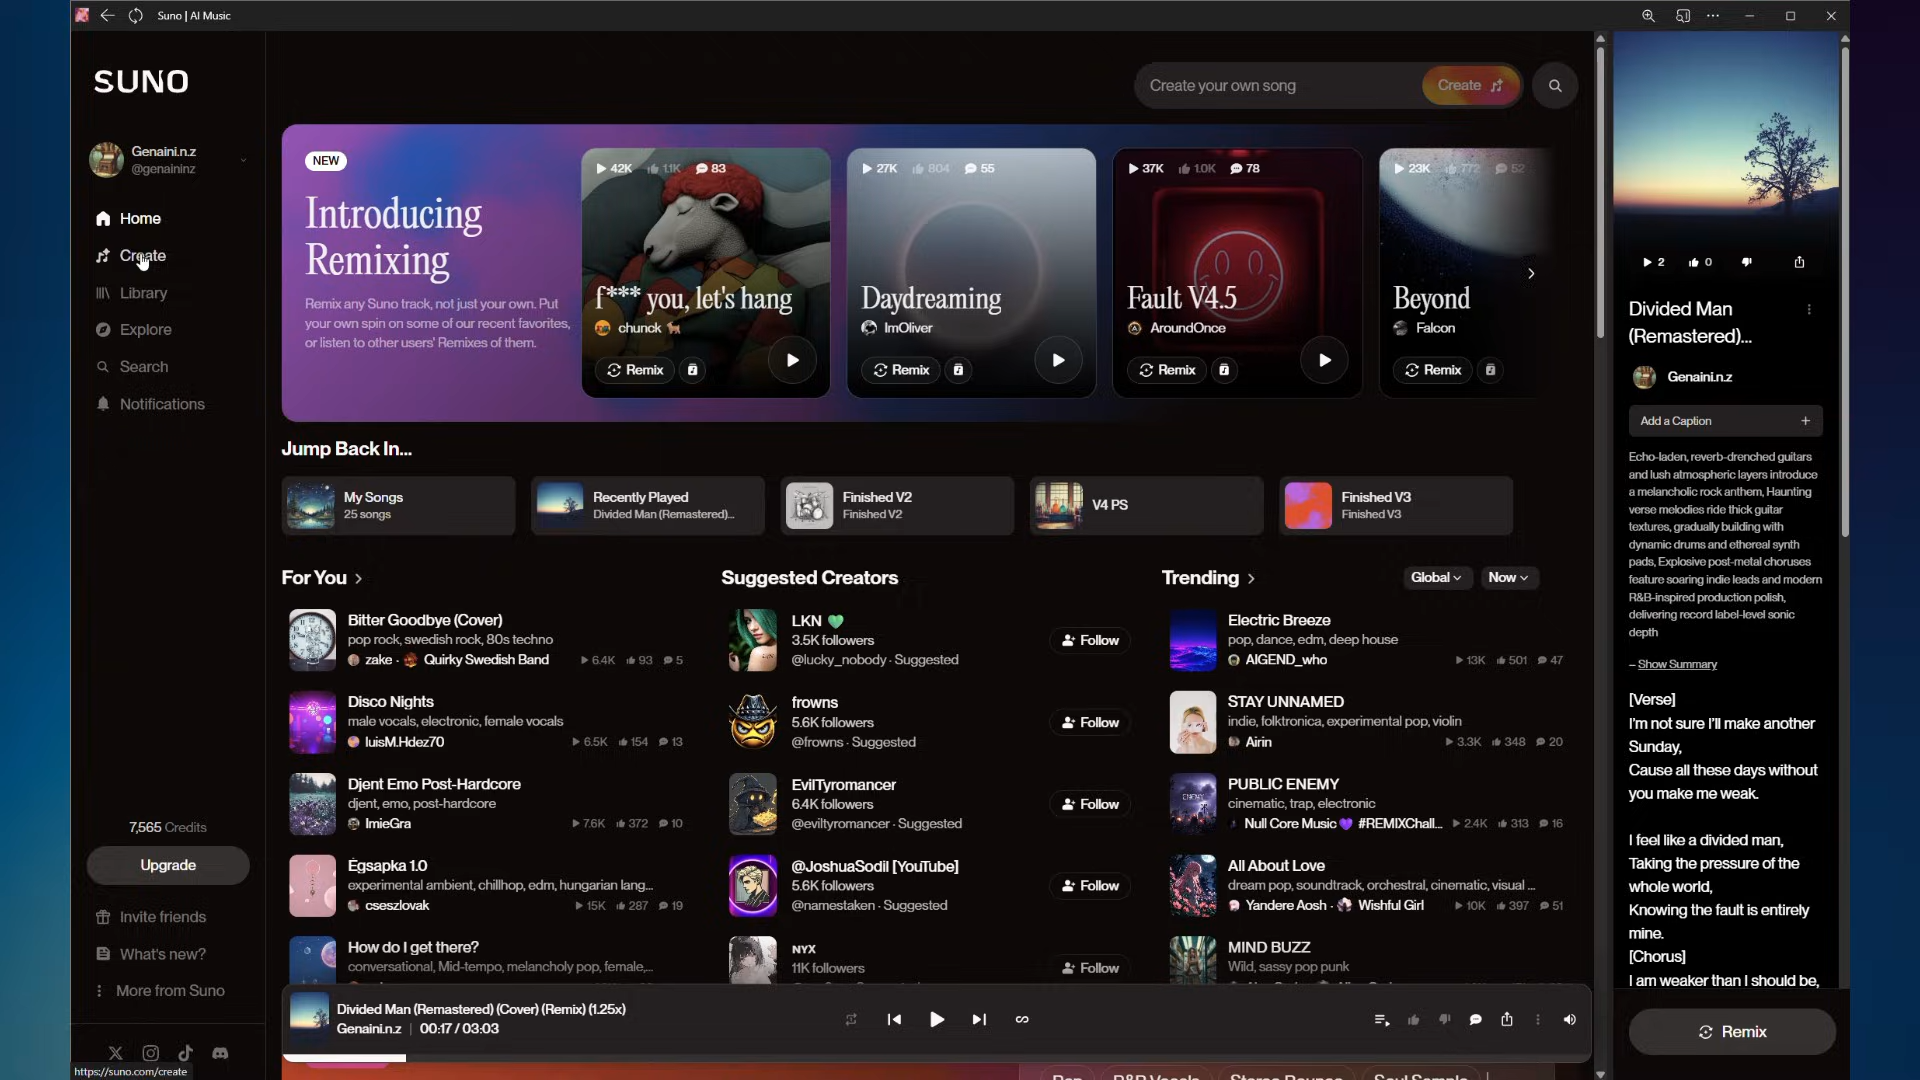 Suno | AI Music
SUNO
Genaini.n.z
@genaininz
Home
Create
Library
Explore
Search
Notifications
7,565 Credits
Upgrade
Invite friends
What's new?
More from Suno
https://suno.com/create
Create your own song
Create
NEW
Introducing
Remixing
Remix any Suno track, not just your own. Put
your own spin on some of our recent favorites,
or listen to other users' Remixes of them.
42K 1.1K 83
f*** you, let's hang
chunck
Remix
27K 804 55
Daydreaming
ImOliver
Remix
37K 1.0K 78
Fault V4.5
AroundOnce
Remix
23K 772 52
Beyond
Falcon
Remix
Jump Back In...
My Songs
25 songs
Recently Played
Divided Man (Remastered)...
Finished V2
Finished V2
V4 PS
Finished V3
Finished V3
For You
Bitter Goodbye (Cover)
pop rock, swedish rock, 80s techno
zake · Quirky Swedish Band 6.4K 93 5
Disco Nights
male vocals, electronic, female vocals
luisM.Hdez70 6.5K 154 13
Djent Emo Post-Hardcore
djent, emo, post-hardcore
ImieGra 7.6K 372 10
Égsapka 1.0
experimental ambient, chillhop, edm, hungarian lang...
cseszlovak 15K 287 19
How do I get there?
conversational, Mid-tempo, melancholy pop, female,...
Suggested Creators
LKN
3.5K followers
@lucky_nobody · Suggested
Follow
frowns
5.6K followers
@frowns · Suggested
Follow
EvilTyromancer
6.4K followers
@eviltyromancer · Suggested
Follow
@JoshuaSodil [YouTube]
5.6K followers
@namestaken · Suggested
Follow
NYX
11K followers
Follow
Trending
Global
Now
Electric Breeze
pop, dance, edm, deep house
AIGEND_who 13K 501 47
STAY UNNAMED
indie, folktronica, experimental pop, violin
Airin 3.3K 348 20
PUBLIC ENEMY
cinematic, trap, electronic
Null Core Music #REMIXChall... 2.4K 313 16
All About Love
dream pop, soundtrack, orchestral, cinematic, visual ...
Yandere Aosh · Wishful Girl 10K 397 51
MIND BUZZ
Wild, sassy pop punk
Divided Man (Remastered) (Cover) (Remix) (1.25x)
Genaini.n.z | 00:17 / 03:03
2 0
Divided Man
(Remastered)...
Genaini.n.z
Add a Caption +
Echo-laden, reverb-drenched guitars
and lush atmospheric layers introduce
a melancholic rock anthem, Haunting
verse melodies ride thick guitar
textures, gradually building with
dynamic drums and ethereal synth
pads, Explosive post-metal choruses
feature soaring indie leads and modern
R&B-inspired production polish,
delivering record label-level sonic
depth
– Show Summary
[Verse]
I'm not sure I'll make another
Sunday,
Cause all these days without
you make me weak.
I feel like a divided man,
Taking the pressure of the
whole world,
Knowing the fault is entirely
mine.
[Chorus]
I am weaker than I should be,
Remix